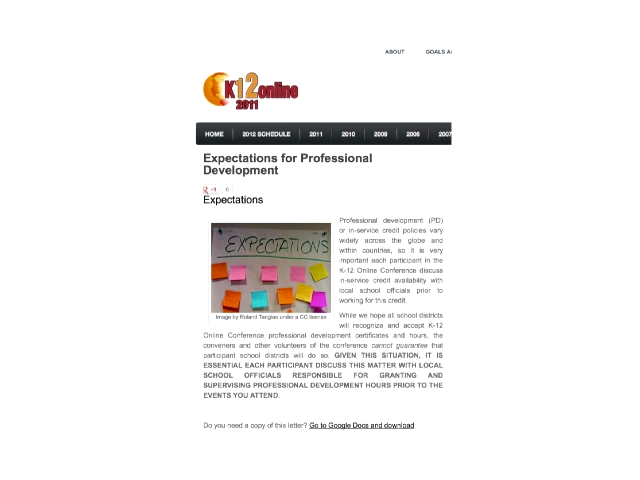 ABOUT GOALS A
K12online
2011
HOME 2012 SCHEDULE 2011 2010 2009 2008 2007
Expectations for Professional
Development
+1 0
Expectations
EXPECTATIONS
Image by Roland Tanglao under a CC license
Professional development (PD)
or in-service credit policies vary
widely across the globe and
within countries, so it is very
important each participant in the
K-12 Online Conference discuss
in-service credit availability with
local school officials prior to
working for this credit.
While we hope all school districts
will recognize and accept K-12
Online Conference professional development certificates and hours, the
conveners and other volunteers of the conference cannot guarantee that
participant school districts will do so. GIVEN THIS SITUATION, IT IS
ESSENTIAL EACH PARTICIPANT DISCUSS THIS MATTER WITH LOCAL
SCHOOL OFFICIALS RESPONSIBLE FOR GRANTING AND
SUPERVISING PROFESSIONAL DEVELOPMENT HOURS PRIOR TO THE
EVENTS YOU ATTEND.
Do you need a copy of this letter? Go to Google Docs and download.